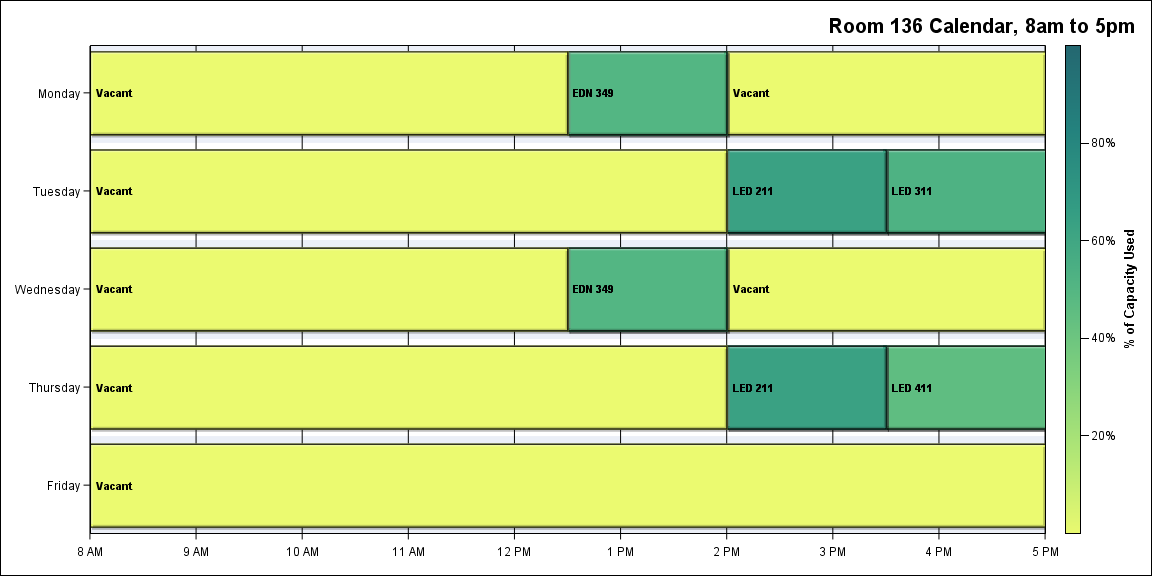 Room 136 Calendar, 8am to 5pm
Monday
Vacant
EDN 349
Vacant
Tuesday
Vacant
LED 211
LED 311
Wednesday
Vacant
EDN 349
Vacant
Thursday
Vacant
LED 211
LED 411
Friday
Vacant
8 AM 9 AM 10 AM 11 AM 12 PM 1 PM 2 PM 3 PM 4 PM 5 PM
80%
60%
40%
20%
% of Capacity Used